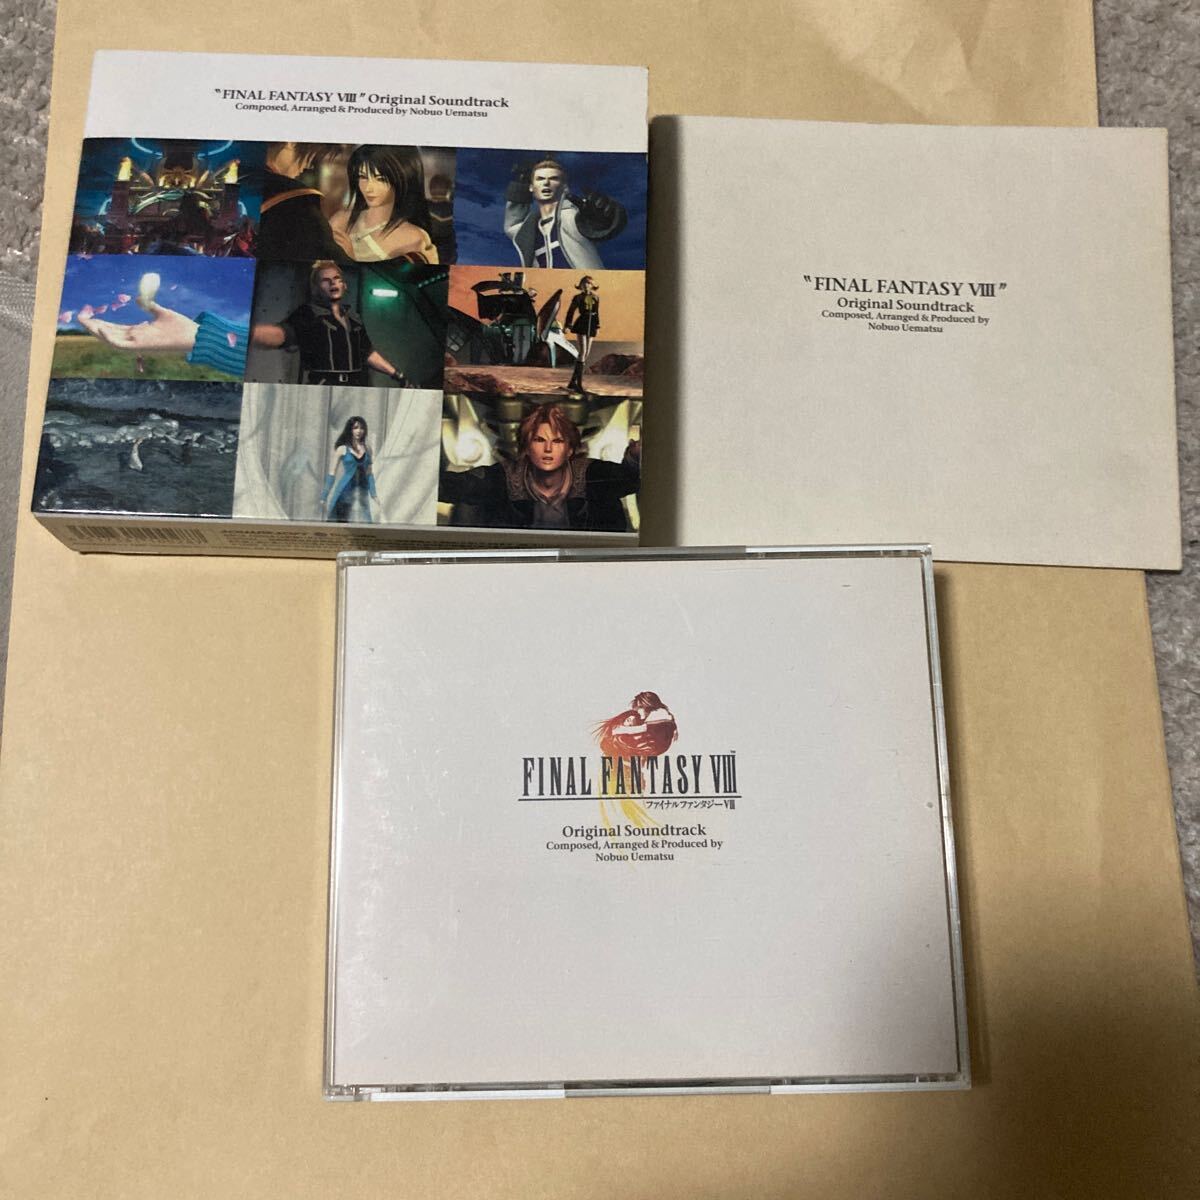 "FINAL FANTASY VIII" Original Soundtrack
Composed, Arranged & Produced by Nobuo Uematsu
"FINAL FANTASY VIII"
Original Soundtrack
Composed, Arranged & Produced by
Nobuo Uematsu
FINAL FANTASY VIII
ファイナルファンタジーVIII
Original Soundtrack
Composed, Arranged & Produced by
Nobuo Uematsu